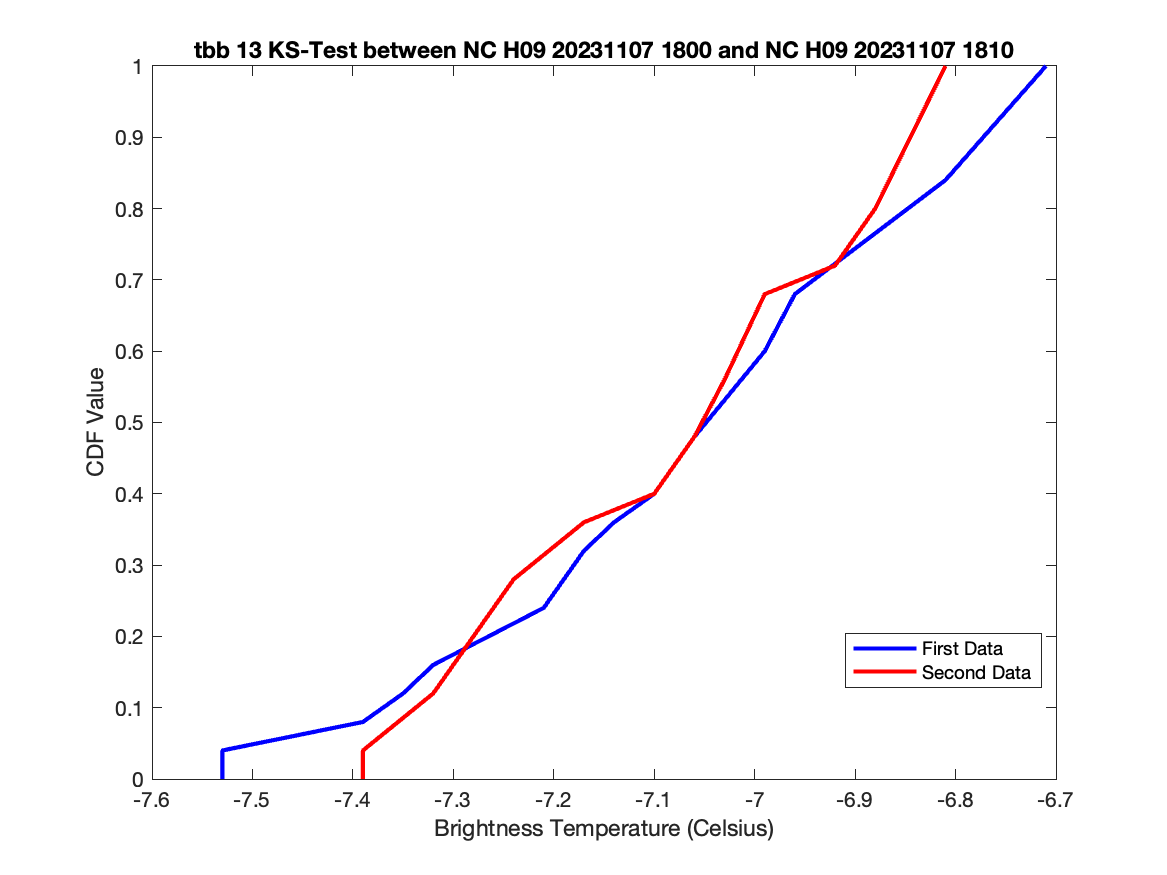 tbb 13 KS-Test between NC H09 20231107 1800 and NC H09 20231107 1810
1
0.9
0.8
0.7
0.6
0.5
0.4
0.3
0.2
0.1
0
CDF Value
First Data
Second Data
-7.6 -7.5 -7.4 -7.3 -7.2 -7.1 -7 -6.9 -6.8 -6.7
Brightness Temperature (Celsius)